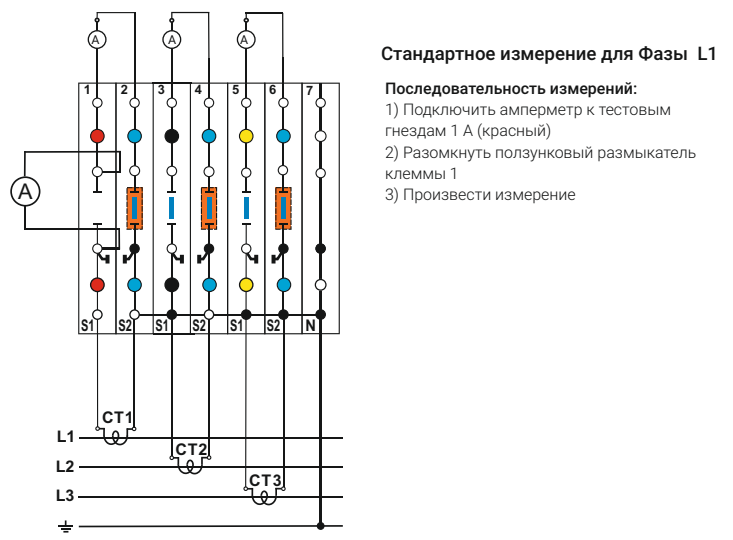 A A A
Стандартное измерение для Фазы L1
Последовательность измерений:
1) Подключить амперметр к тестовым
гнездам 1 А (красный)
2) Разомкнуть ползунковый размыкатель
клеммы 1
3) Произвести измерение
1 2 3 4 5 6 7
A
S1 S2 S1 S2 S1 S2 N
CT1
L1
CT2
L2
CT3
L3